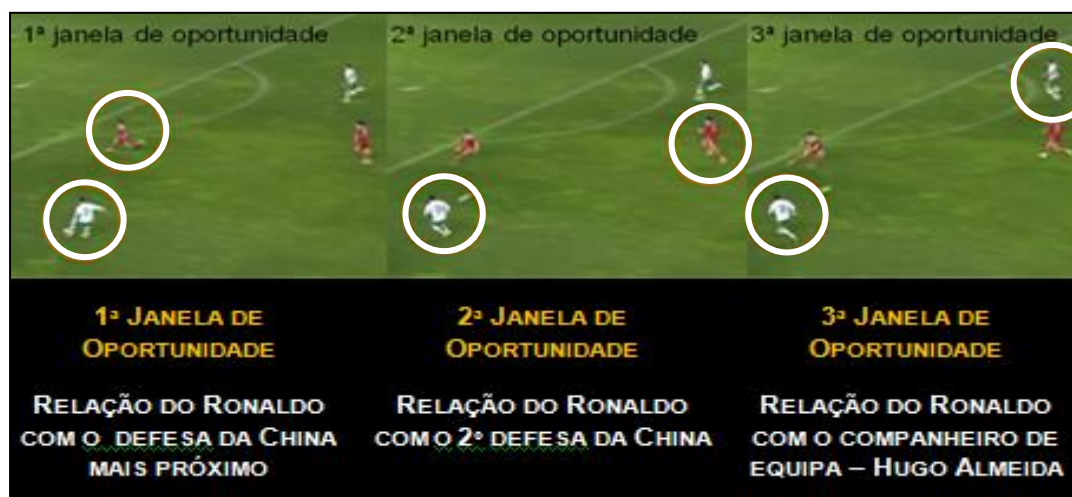 1ª janela de oportunidade
2ª janela de oportunidade
3ª janela de oportunidade
1ª JANELA DE
OPORTUNIDADE
RELAÇÃO DO RONALDO
COM O DEFESA DA CHINA
MAIS PRÓXIMO
2ª JANELA DE
OPORTUNIDADE
RELAÇÃO DO RONALDO
COM O 2º DEFESA DA CHINA
3ª JANELA DE
OPORTUNIDADE
RELAÇÃO DO RONALDO
COM O COMPANHEIRO DE
EQUIPA – HUGO ALMEIDA